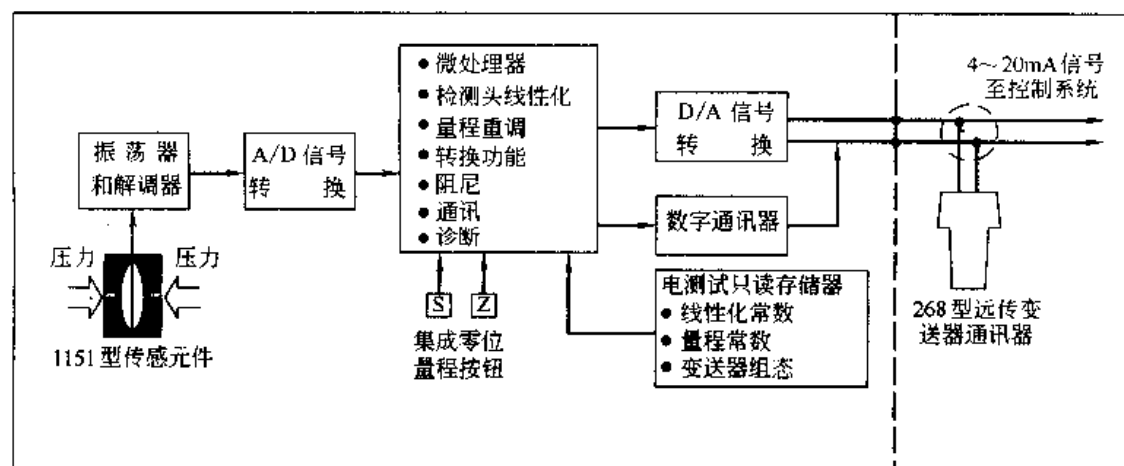 振荡器
和解调器
压力
压力
1151型传感元件
A/D信号
转换
● 微处理器
● 检测头线性化
● 量程重调
● 转换功能
● 阻尼
● 通讯
● 诊断
S
Z
集成零位
量程按钮
D/A信号
转换
数字通讯器
电测试只读存储器
● 线性化常数
● 量程常数
● 变送器组态
4～20mA信号
至控制系统
268型远传变
送器通讯器